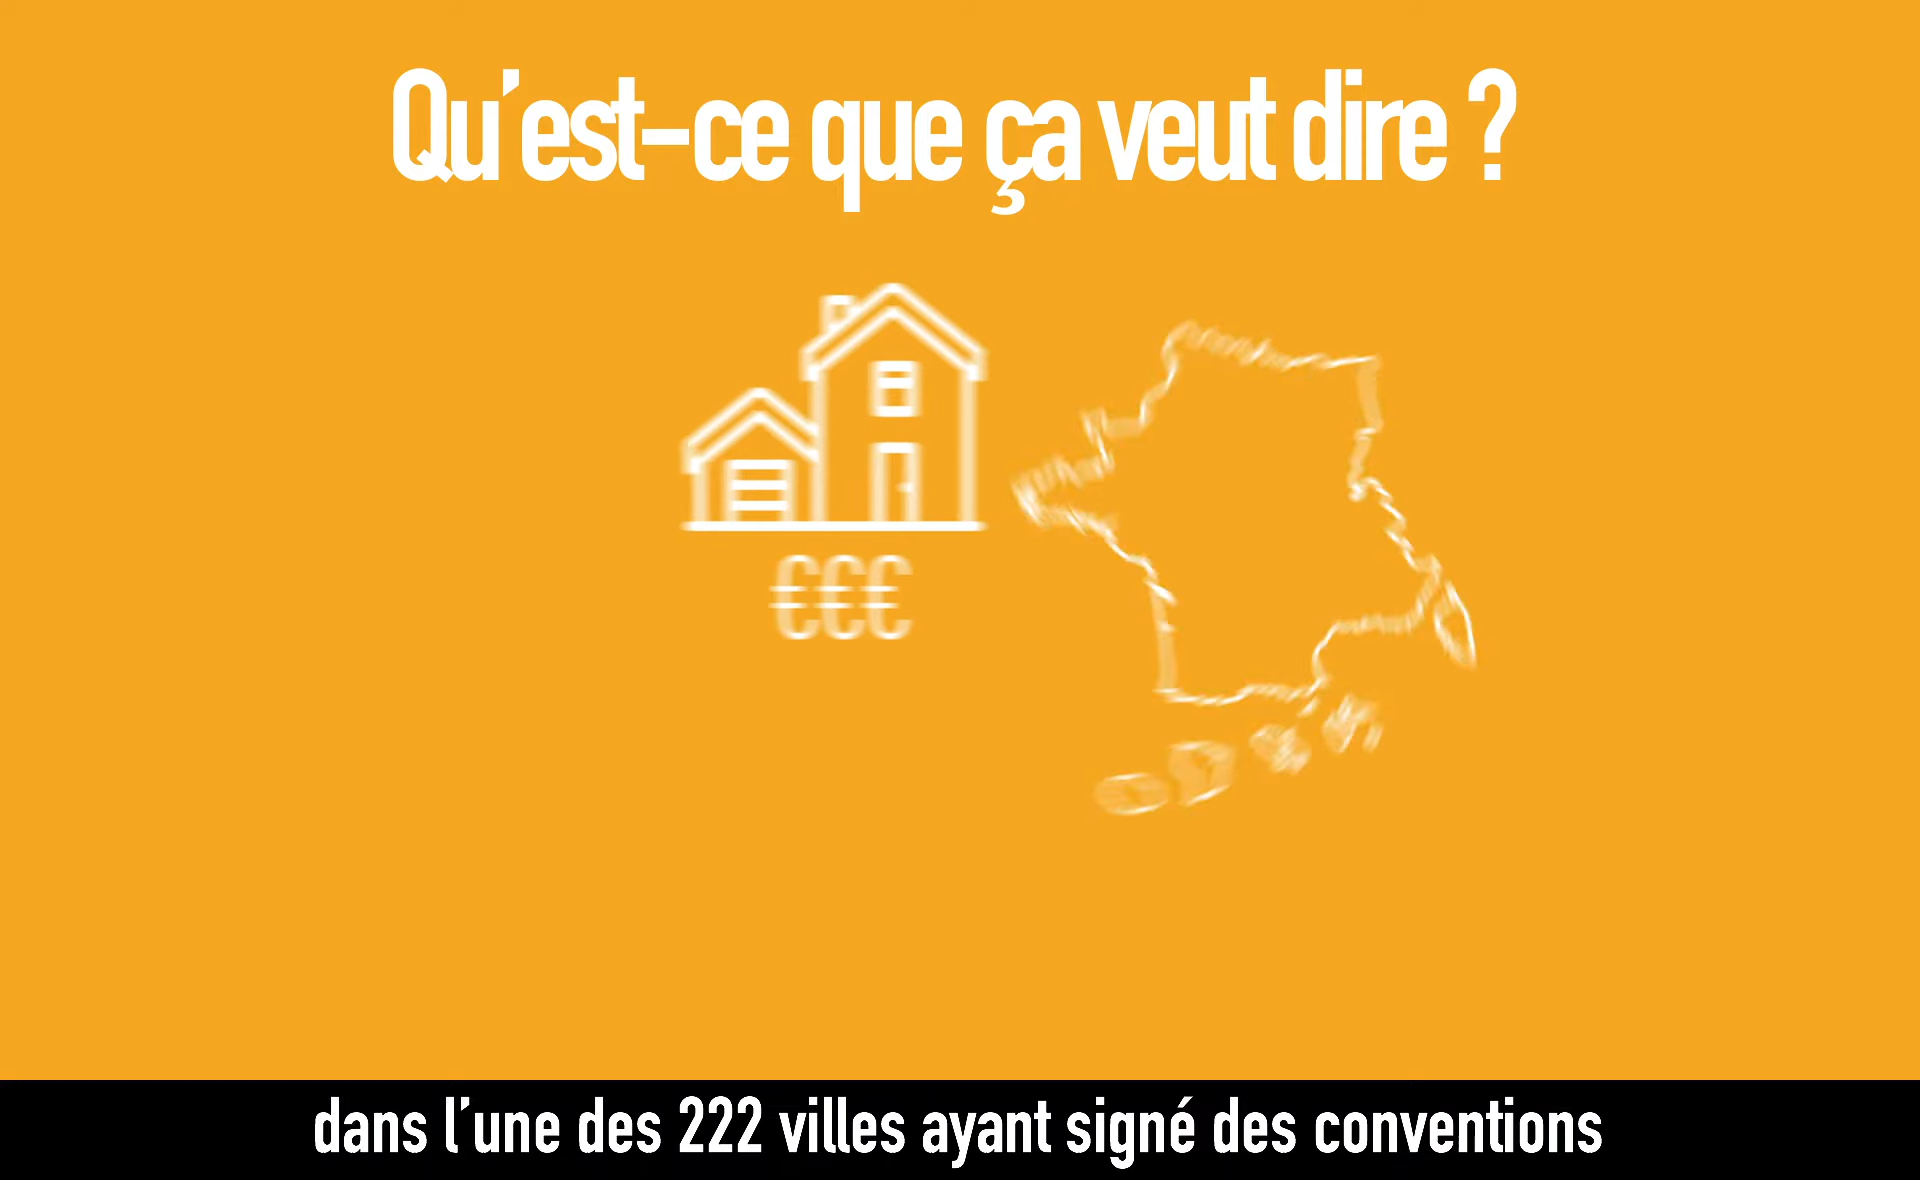 Qu'est-ce que ça veut dire ?
€€€
dans l'une des 222 villes ayant signé des conventions